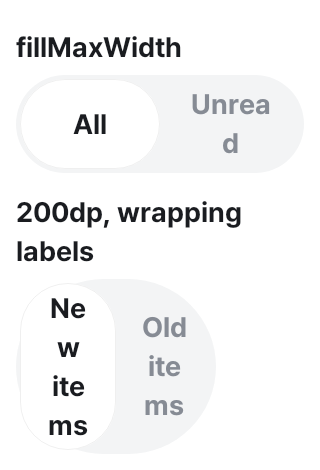 fillMaxWidth
All
Unrea
d
200dp, wrapping
labels
Ne
w
ite
ms
Old
ite
ms